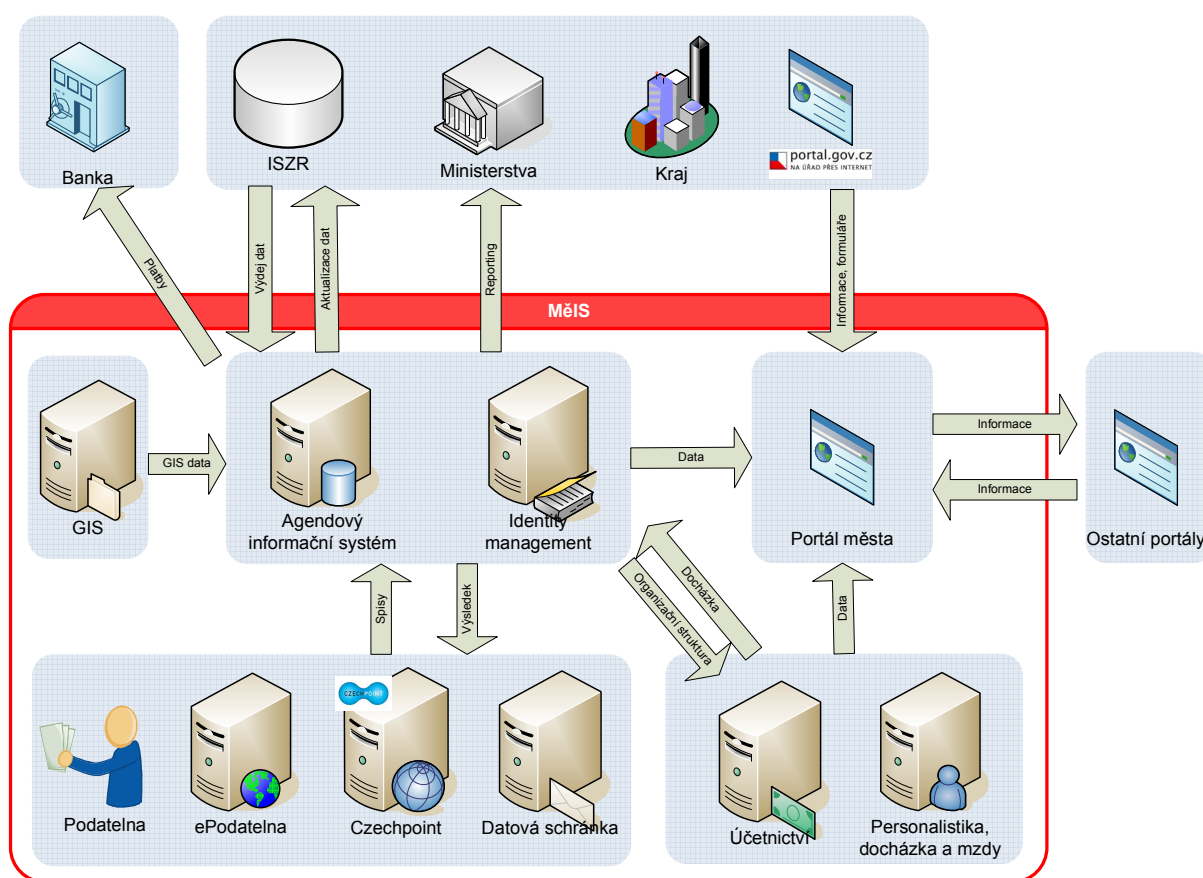 Banka
ISZR
Ministerstva
Kraj
portal.gov.cz
NA ÚŘAD PŘES INTERNET
Platby
Výdej dat
Aktualizace dat
Reporting
Informace, formuláře
MěIS
GIS
GIS data
Agendový
informační systém
Identity
management
Data
Portál města
Informace
Informace
Ostatní portály
Spisy
Výsledek
Organizační struktura
Docházka
Data
Podatelna
ePodatelna
CZECHPOINT
Czechpoint
Datová schránka
Účetnictví
Personalistika,
docházka a mzdy